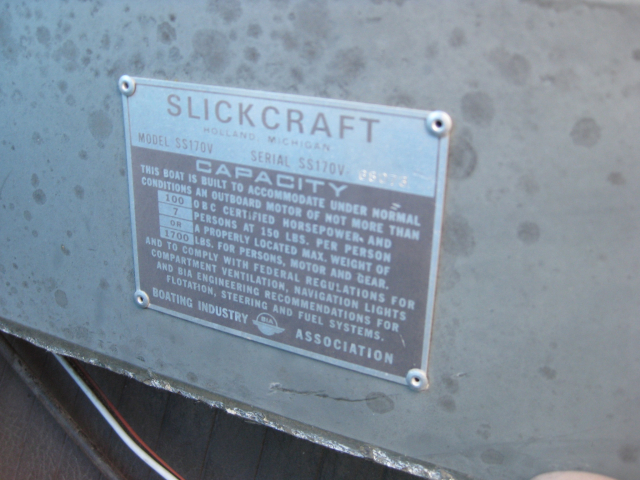 SLICKCRAFT
HOLLAND, MICHIGAN
MODEL SS170V SERIAL SS170V
CAPACITY
THIS BOAT IS BUILT TO ACCOMMODATE UNDER NORMAL
CONDITIONS AN OUTBOARD MOTOR OF NOT MORE THAN
100 OBC CERTIFIED HORSEPOWER, AND
7 PERSONS AT 150 LBS. PER PERSON
OR A PROPERLY LOCATED MAX. WEIGHT OF
1700 LBS. FOR PERSONS, MOTOR AND GEAR.
AND TO COMPLY WITH FEDERAL REGULATIONS FOR
COMPARTMENT VENTILATION, NAVIGATION LIGHTS
AND BIA ENGINEERING RECOMMENDATIONS FOR
FLOTATION, STEERING AND FUEL SYSTEMS.
BOATING INDUSTRY BIA ASSOCIATION